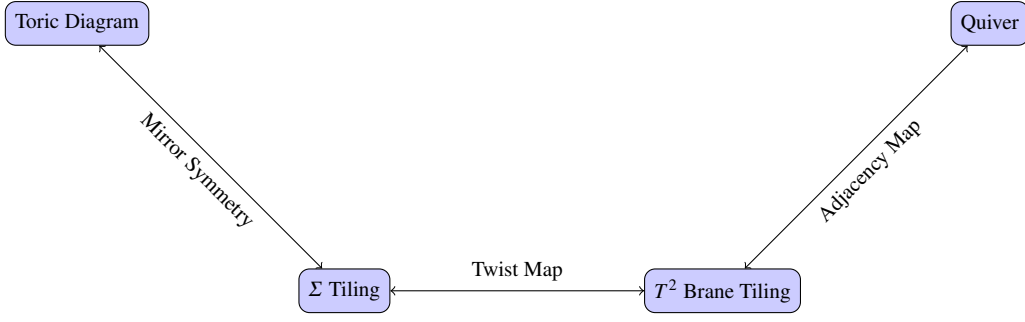 Toric Diagram
Quiver
Mirror Symmetry
Adjacency Map
Twist Map
Σ Tiling
T² Brane Tiling